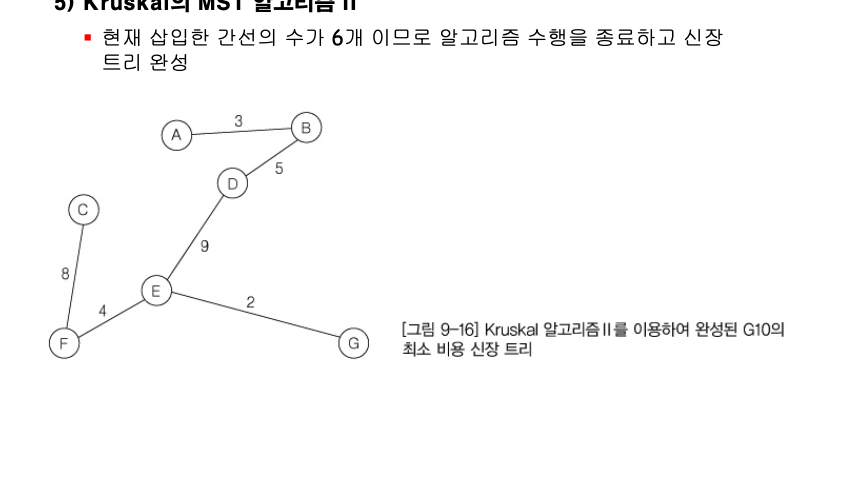 5) Kruskal의 MST 알고리즘 II
현재 삽입한 간선의 수가 6개 이므로 알고리즘 수행을 종료하고 신장
트리 완성
A
3
B
5
D
C
9
8
E
2
4
F
G
[그림 9-16] Kruskal 알고리즘Ⅱ를 이용하여 완성된 G10의
최소 비용 신장 트리